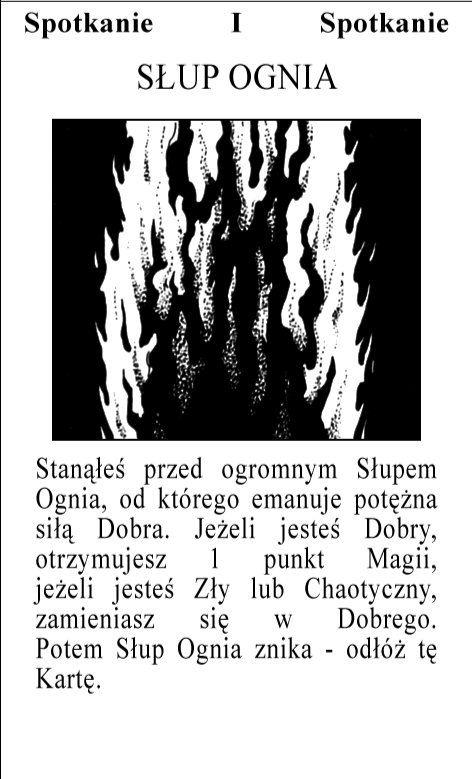 Spotkanie I Spotkanie
SŁUP OGNIA
Stanąłeś przed ogromnym Słupem
Ognia, od którego emanuje potężna
siłą Dobra. Jeżeli jesteś Dobry,
otrzymujesz 1 punkt Magii,
jeżeli jesteś Zły lub Chaotyczny,
zamieniasz się w Dobrego.
Potem Słup Ognia znika - odłóż tę
Kartę.